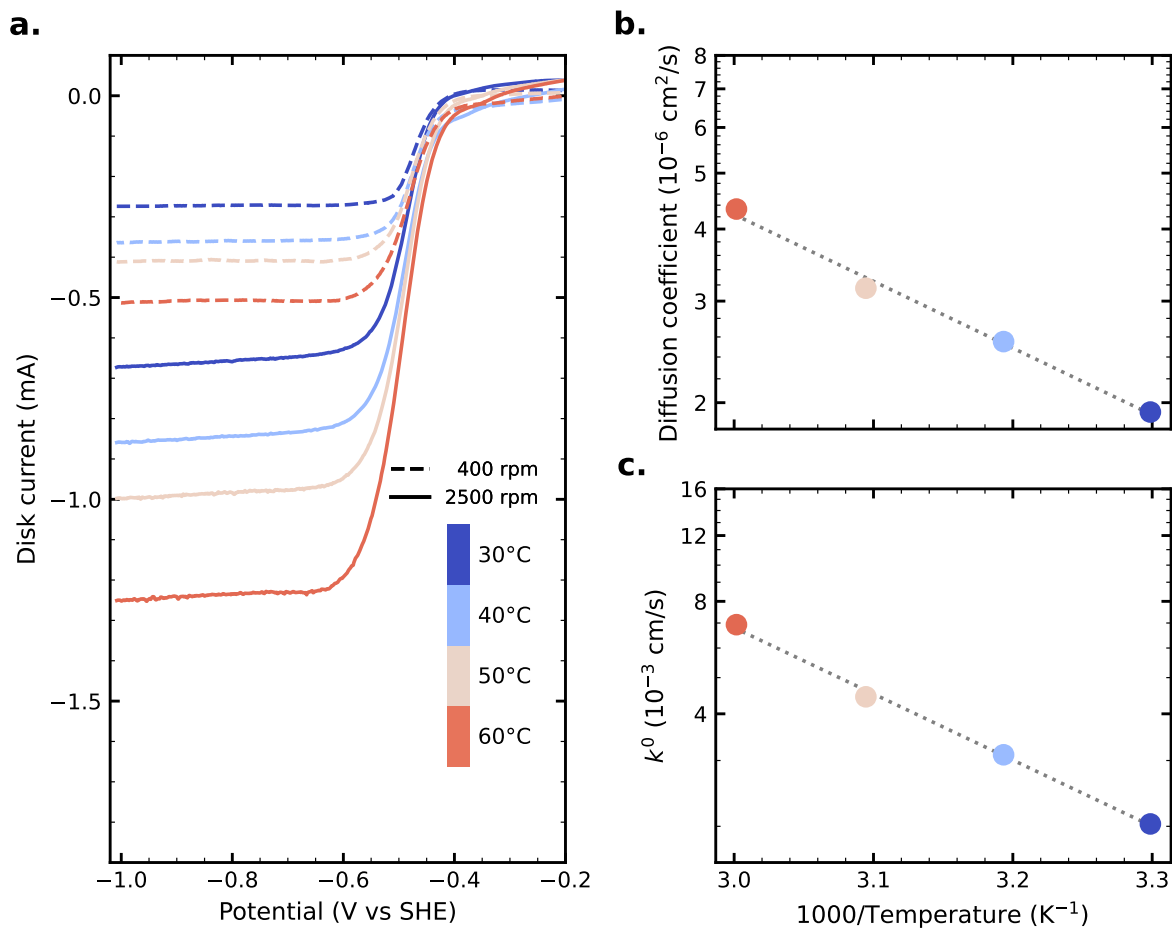 a.
Disk current (mA)
0.0
−0.5
−1.0
−1.5
−1.0
−0.8
−0.6
−0.4
−0.2
Potential (V vs SHE)
400 rpm
2500 rpm
30°C
40°C
50°C
60°C
b.
Diffusion coefficient (10⁻⁶ cm²/s)
8
7
6
5
4
3
2
c.
k⁰ (10⁻³ cm/s)
16
12
8
4
3.0
3.1
3.2
3.3
1000/Temperature (K⁻¹)